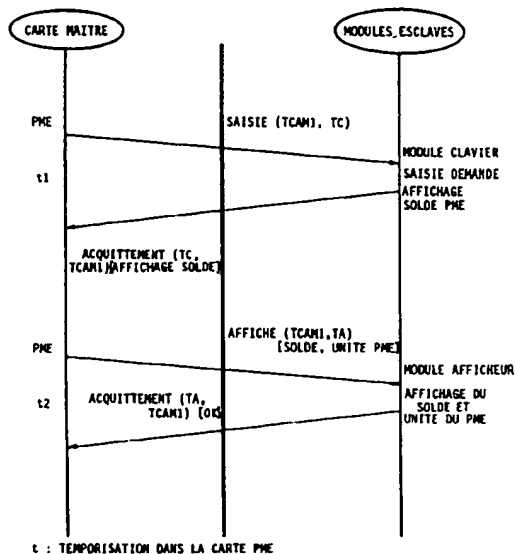 CARTE MAITRE
MODULES_ESCLAVES
PME
SAISIE (TCAM1, TC)
MODULE CLAVIER
t1
SAISIE DEMANDE
AFFICHAGE
SOLDE PME
ACQUITTEMENT (TC,
TCAM1)[AFFICHAGE SOLDE]
AFFICHE (TCAM1,TA)
[SOLDE, UNITE PME]
PME
MODULE AFFICHEUR
t2
ACQUITTEMENT (TA,
TCAM1) [OK]
AFFICHAGE DU
SOLDE ET
UNITE DU PME
t : TEMPORISATION DANS LA CARTE PME